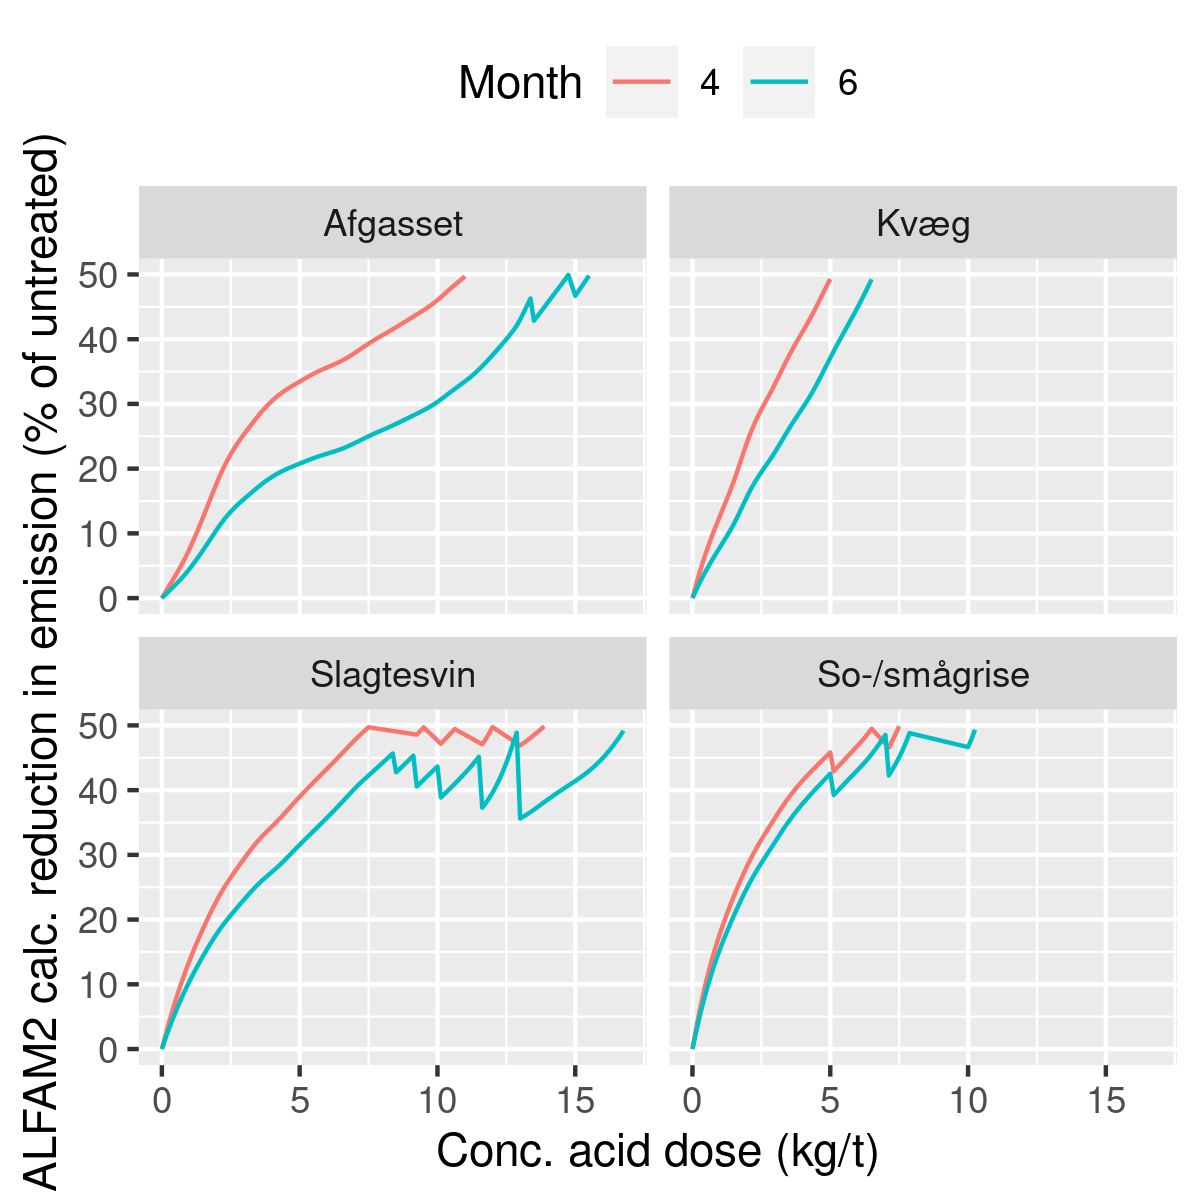 Month 4 6
ALFAM2 calc. reduction in emission (% of untreated)
Afgasset Kvæg
50
40
30
20
10
0
Slagtesvin So-/smågrise
50
40
30
20
10
0
0 5 10 15 0 5 10 15
Conc. acid dose (kg/t)